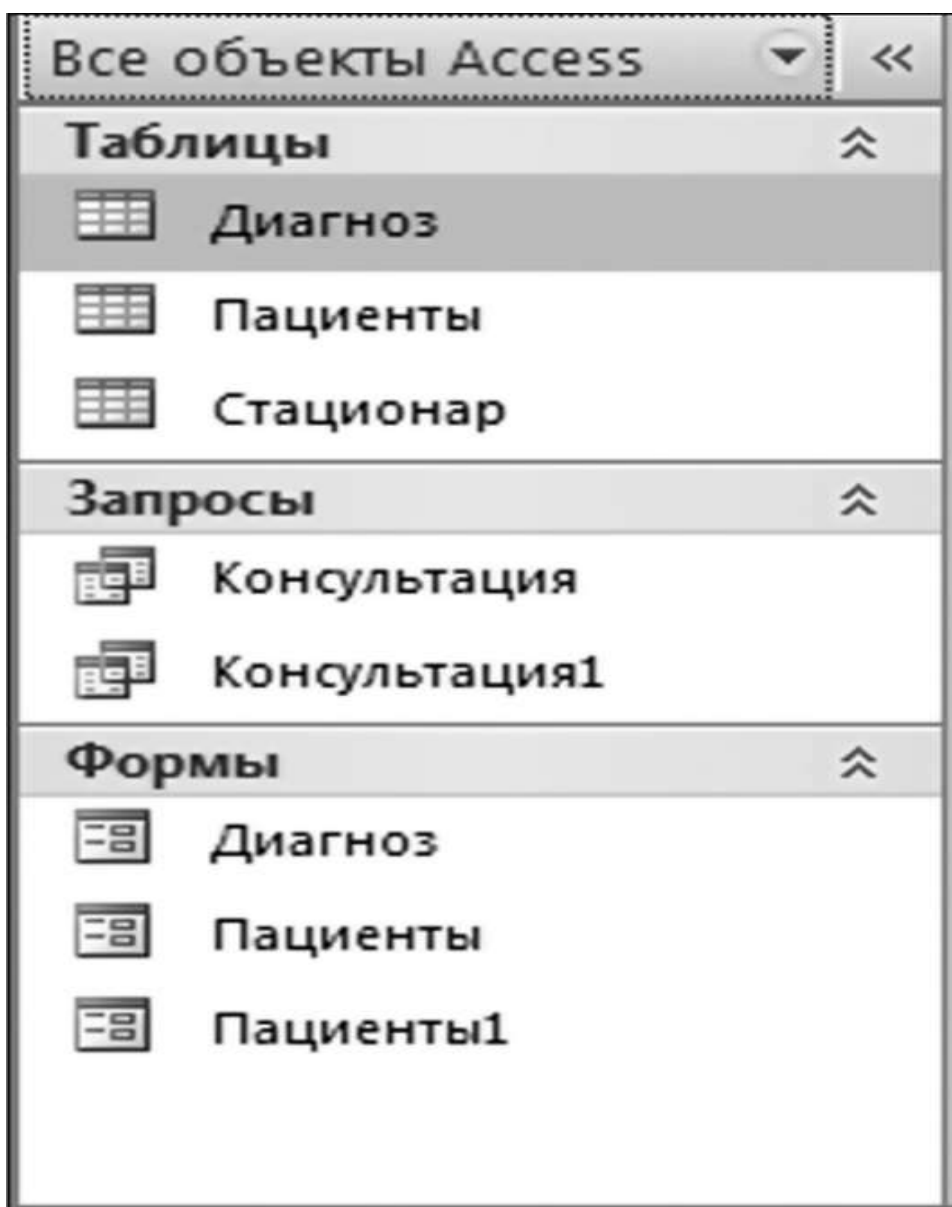 Все объекты Access
Таблицы
Диагноз
Пациенты
Стационар
Запросы
Консультация
Консультация1
Формы
Диагноз
Пациенты
Пациенты1